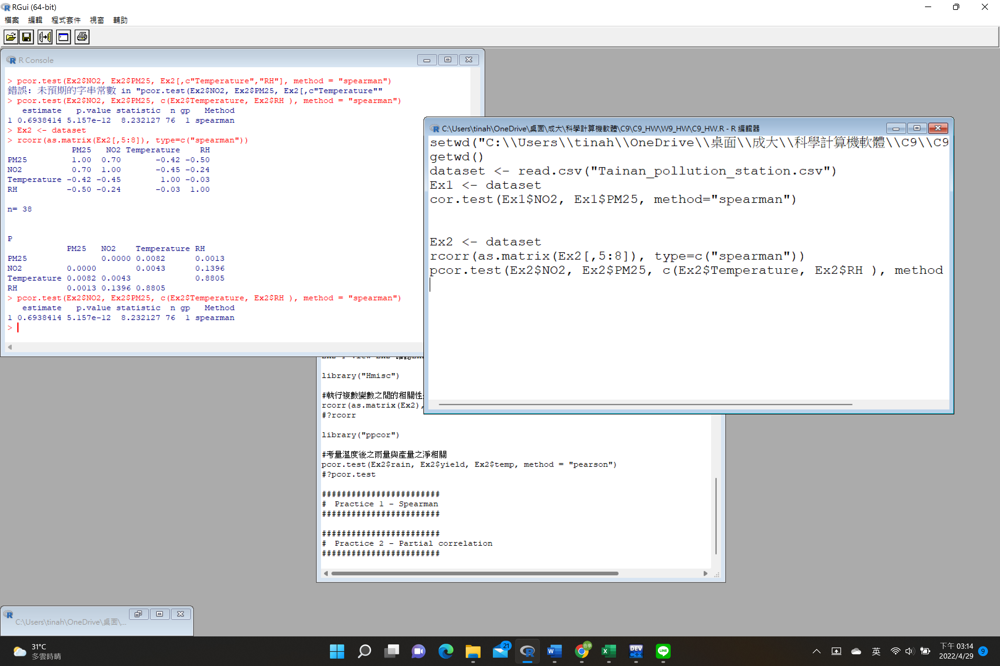 RGui (64-bit)
檔案 編輯 程式套件 視窗 輔助
R Console
> pcor.test(Ex2$NO2, Ex2$PM25, Ex2[,c"Temperature","RH"], method = "spearman")
錯誤: 未預期的字串常數 in "pcor.test(Ex2$NO2, Ex2$PM25, Ex2[,c"Temperature""
> pcor.test(Ex2$NO2, Ex2$PM25, c(Ex2$Temperature, Ex2$RH ), method = "spearman")
estimate p.value statistic n gp Method
1 0.6938414 5.157e-12 8.232127 76 1 spearman
> Ex2 <- dataset
> rcorr(as.matrix(Ex2[,5:8]), type=c("spearman"))
PM25 NO2 Temperature RH
PM25 1.00 0.70 -0.42 -0.50
NO2 0.70 1.00 -0.45 -0.24
Temperature -0.42 -0.45 1.00 -0.03
RH -0.50 -0.24 -0.03 1.00
n= 38
P
PM25 NO2 Temperature RH
PM25 0.0000 0.0082 0.0013
NO2 0.0000 0.0043 0.1396
Temperature 0.0082 0.0043 0.8805
RH 0.0013 0.1396 0.8805
> pcor.test(Ex2$NO2, Ex2$PM25, c(Ex2$Temperature, Ex2$RH ), method = "spearman")
estimate p.value statistic n gp Method
1 0.6938414 5.157e-12 8.232127 76 1 spearman
>
C:\Users\tinah\OneDrive\桌面\成大\科學計算機軟體\C9\C9_HW\W9_HW\C9_HW.R - R 編輯器
setwd("C:\\Users\\tinah\\OneDrive\\桌面\\成大\\科學計算機軟體\\C9\\C9
getwd()
dataset <- read.csv("Tainan_pollution_station.csv")
Ex1 <- dataset
cor.test(Ex1$NO2, Ex1$PM25, method="spearman")
Ex2 <- dataset
rcorr(as.matrix(Ex2[,5:8]), type=c("spearman"))
pcor.test(Ex2$NO2, Ex2$PM25, c(Ex2$Temperature, Ex2$RH ), method
library("Hmisc")
#執行複數變數之間的相關性
rcorr(as.matrix(Ex2),
#?rcorr
library("ppcor")
#考量溫度後之雨量與產量之淨相關
pcor.test(Ex2$rain, Ex2$yield, Ex2$temp, method = "pearson")
#?pcor.test
########################
# Practice 1 - Spearman
########################
########################
# Practice 2 - Partial correlation
########################
C:\Users\tinah\OneDrive\桌面\...
31°C
多雲時晴
21
合亭
DEV
C++
LINE
英
下午 03:14
2022/4/29
9